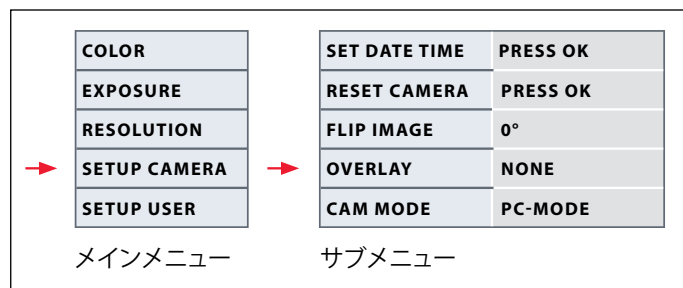 COLOR
EXPOSURE
RESOLUTION
SETUP CAMERA
SETUP USER
メインメニュー
SET DATE TIME PRESS OK
RESET CAMERA PRESS OK
FLIP IMAGE 0°
OVERLAY NONE
CAM MODE PC-MODE
サブメニュー